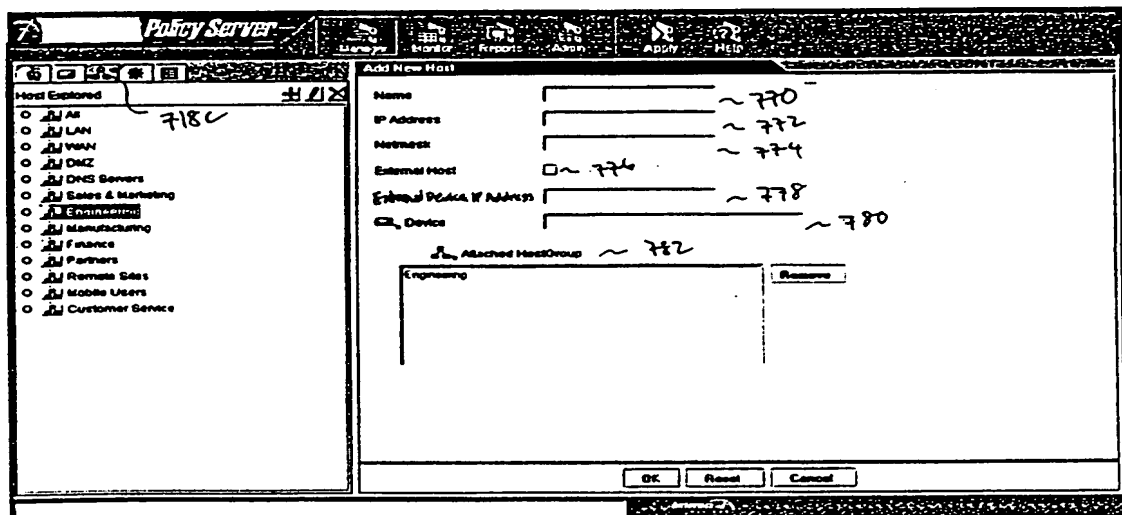 Policy Server
Manager Monitor Reports Admin Apply Help
Host Explored
718C
All
LAN
WAN
DMZ
DNS Servers
Sales & Marketing
Engineering
Manufacturing
Finance
Partners
Remote Sites
Mobile Users
Customer Service
Add New Host
Name ~ 770
IP Address ~ 772
Netmask ~ 774
External Host ~ 776
External Device IP Address ~ 778
Device ~ 780
Attached HostGroup ~ 782
Engineering
Remove
OK Reset Cancel